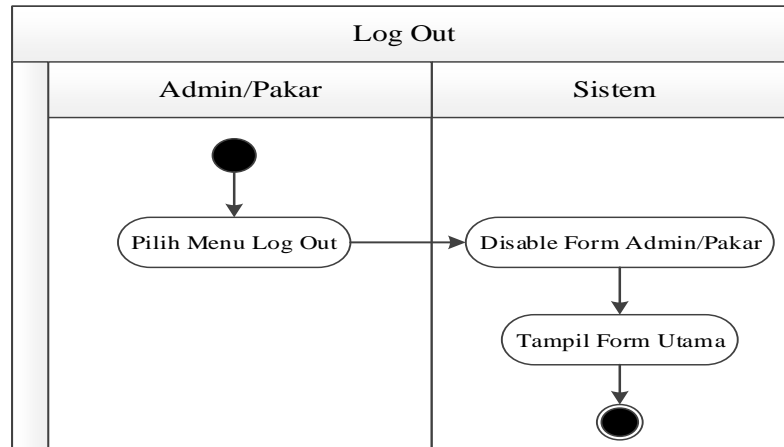 Log Out
Admin/Pakar
Sistem
Pilih Menu Log Out
Disable Form Admin/Pakar
Tampil Form Utama